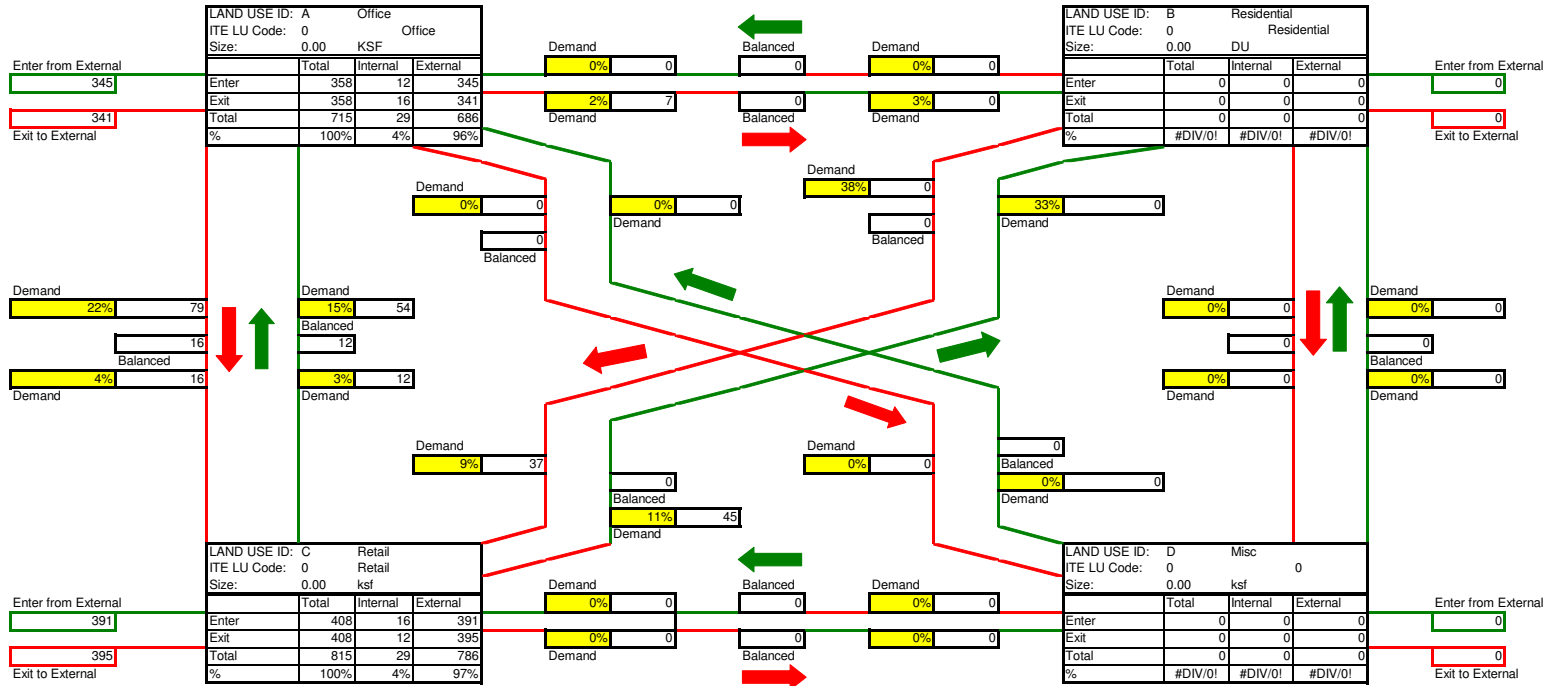 LAND USE ID: A Office
ITE LU Code: 0 Office
Size: 0.00 KSF
LAND USE ID: B Residential
ITE LU Code: 0 Residential
Size: 0.00 DU
Demand Balanced Demand
0% 0 0 0% 0
2% 7 0 3% 0
Demand Balanced Demand
Enter from External
345
341
Exit to External
Total Internal External
Enter 358 12 345
Exit 358 16 341
Total 715 29 686
% 100% 4% 96%
Total Internal External
Enter 0 0 0
Exit 0 0 0
Total 0 0 0
% #DIV/0! #DIV/0! #DIV/0!
Enter from External
0
0
Exit to External
Demand
0% 0
0
Balanced
0% 0
Demand
Demand
38% 0
0
Balanced
33% 0
Demand
Demand
22% 79
16
Balanced
4% 16
Demand
Demand
15% 54
Balanced
12
3% 12
Demand
Demand
0% 0
0
0% 0
Demand
Demand
0% 0
0
Balanced
0% 0
Demand
Demand
9% 37
0
Balanced
11% 45
Demand
Demand
0% 0
0
Balanced
0% 0
Demand
LAND USE ID: C Retail
ITE LU Code: 0 Retail
Size: 0.00 ksf
LAND USE ID: D Misc
ITE LU Code: 0 0
Size: 0.00 ksf
Demand Balanced Demand
0% 0 0 0% 0
0% 0 0 0% 0
Demand Balanced Demand
Enter from External
391
395
Exit to External
Total Internal External
Enter 408 16 391
Exit 408 12 395
Total 815 29 786
% 100% 4% 97%
Total Internal External
Enter 0 0 0
Exit 0 0 0
Total 0 0 0
% #DIV/0! #DIV/0! #DIV/0!
Enter from External
0
0
Exit to External